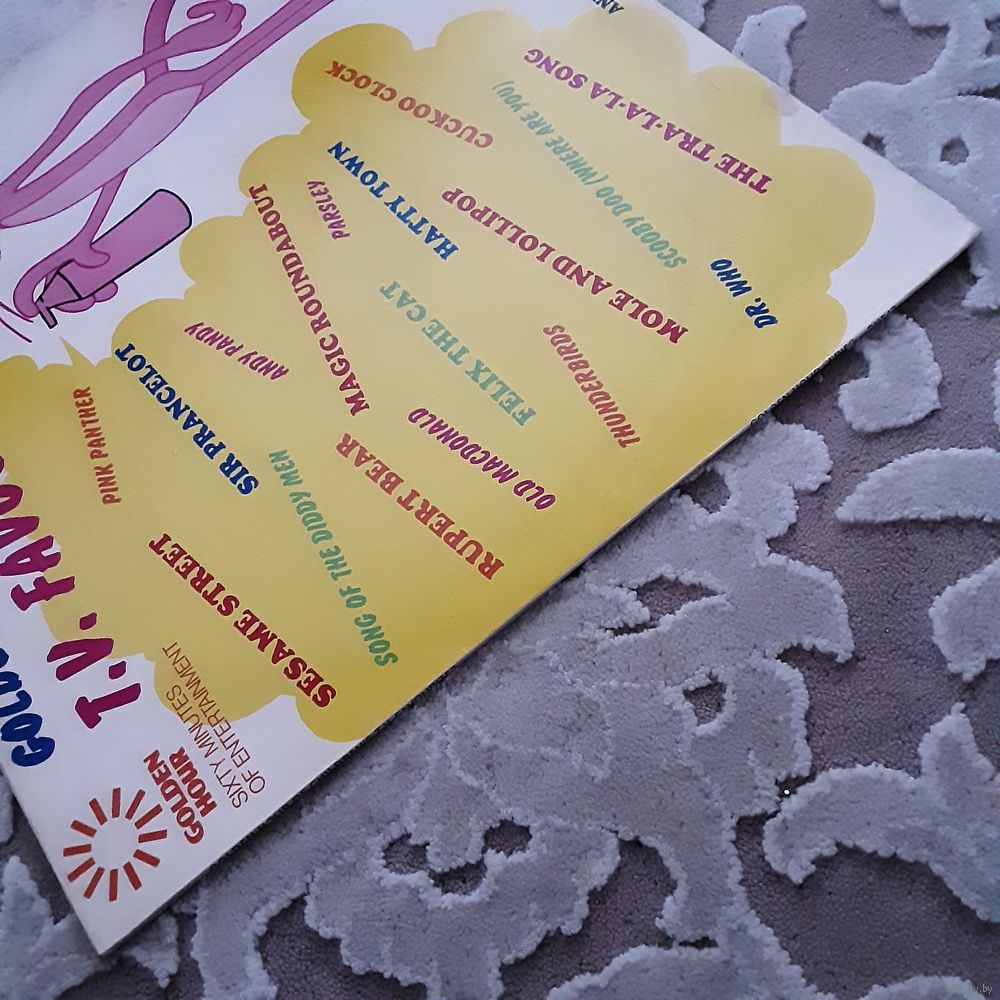 GOLDEN
HOUR
SIXTY MINUTES
OF ENTERTAINMENT
T.V.
PINK PANTHER
SIR PRANCELOT
ANDY PANDY
SESAME STREET
SONG OF THE DIDDY MEN
MAGIC ROUNDABOUT
PARSLEY
HATTY TOWN
CUCKOO CLOCK
RUPERT BEAR
OLD MACDONALD
FELIX THE CAT
THUNDERBIRDS
MOLE AND LOLLIPOP
SCOOBY DOO (WHERE ARE YOU)
THE TRA-LA-LA SONG
DR. WHO